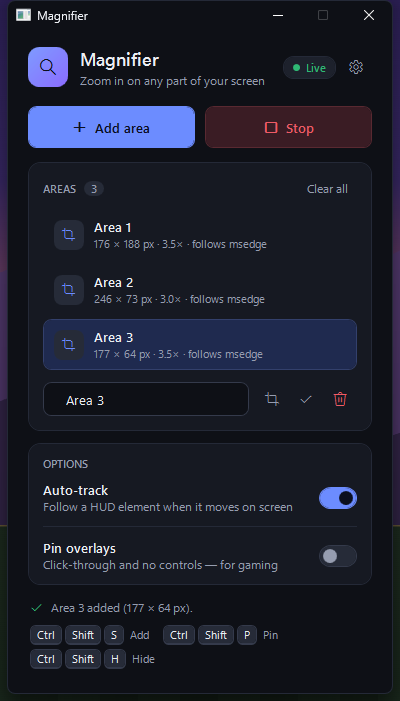 Magnifier
Magnifier
Zoom in on any part of your screen
Live
Add area
Stop
AREAS 3
Clear all
Area 1
176 × 188 px · 3.5× · follows msedge
Area 2
246 × 73 px · 3.0× · follows msedge
Area 3
177 × 64 px · 3.5× · follows msedge
Area 3
OPTIONS
Auto-track
Follow a HUD element when it moves on screen
Pin overlays
Click-through and no controls — for gaming
Area 3 added (177 × 64 px).
Ctrl Shift S Add Ctrl Shift P Pin
Ctrl Shift H Hide